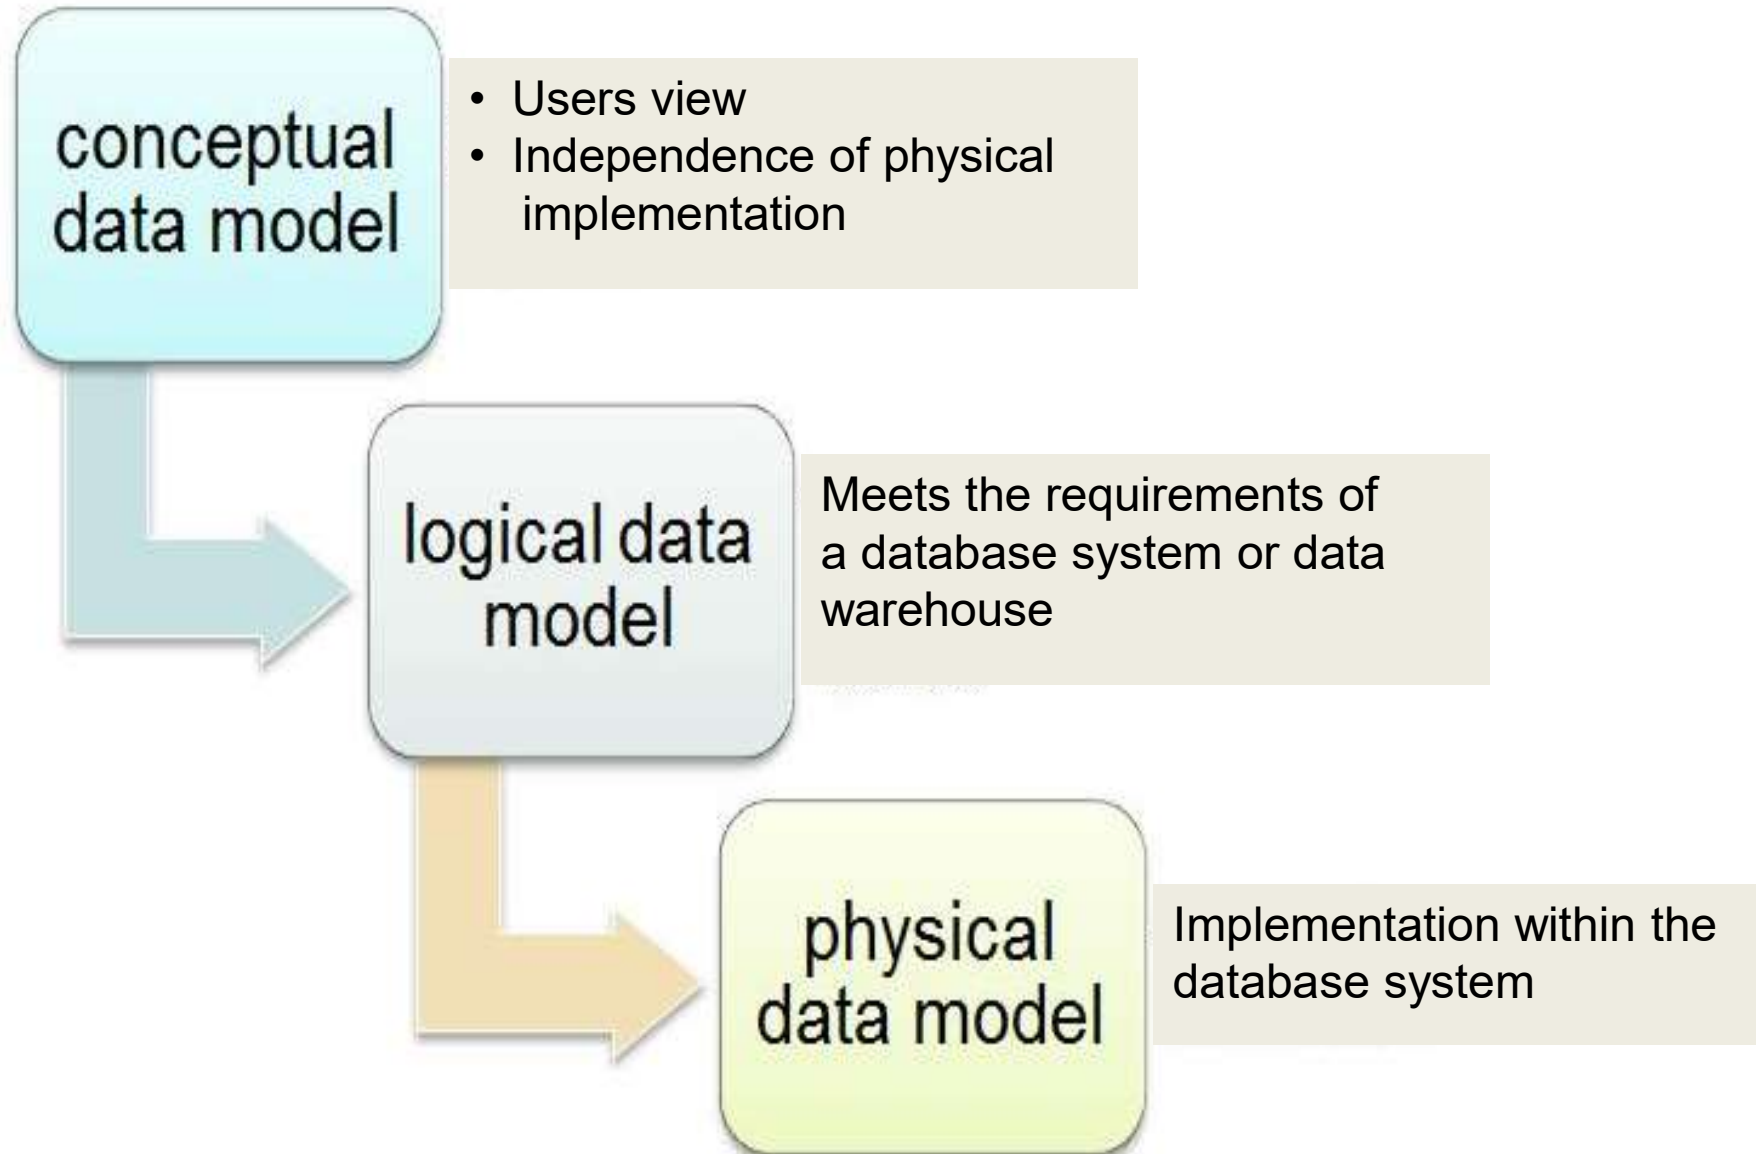 conceptual
data model
• Users view
• Independence of physical
implementation
logical data
model
Meets the requirements of
a database system or data
warehouse
physical
data model
Implementation within the
database system